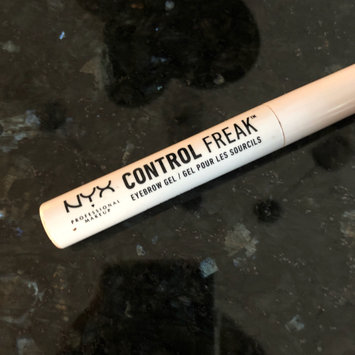 NYX
PROFESSIONAL
MAKEUP
CONTROL FREAK™
EYEBROW GEL / GEL POUR LES SOURCILS